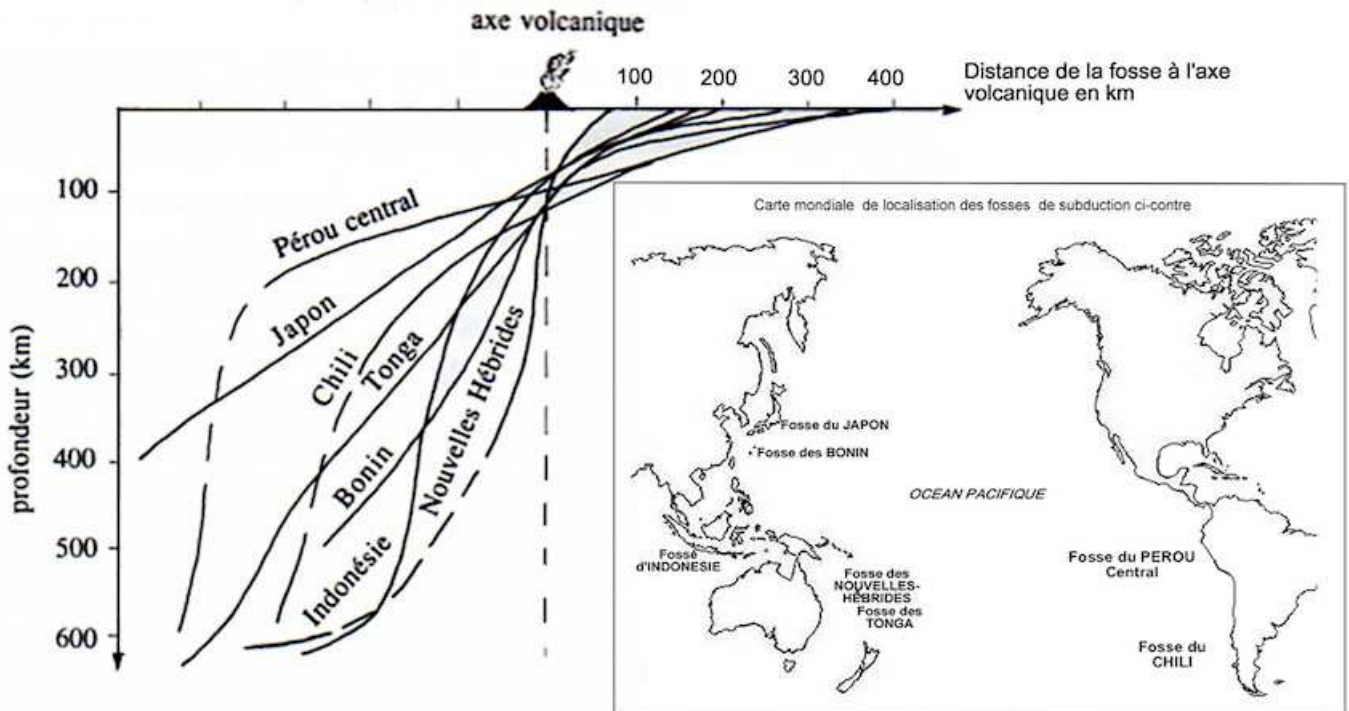 axe volcanique
100 200 300 400
Distance de la fosse à l'axe
volcanique en km
100
200
300
400
500
600
profondeur (km)
Pérou central
Japon
Chili
Tonga
Bonin
Nouvelles Hébrides
Indonésie
Carte mondiale de localisation des fosses de subduction ci-contre
Fosse du JAPON
Fosse des BONIN
OCEAN PACIFIQUE
Fosse
d'INDONESIE
Fosse des
NOUVELLES-
HÉBRIDES
Fosse des
TONGA
Fosse du PEROU
Central
Fosse du
CHILI